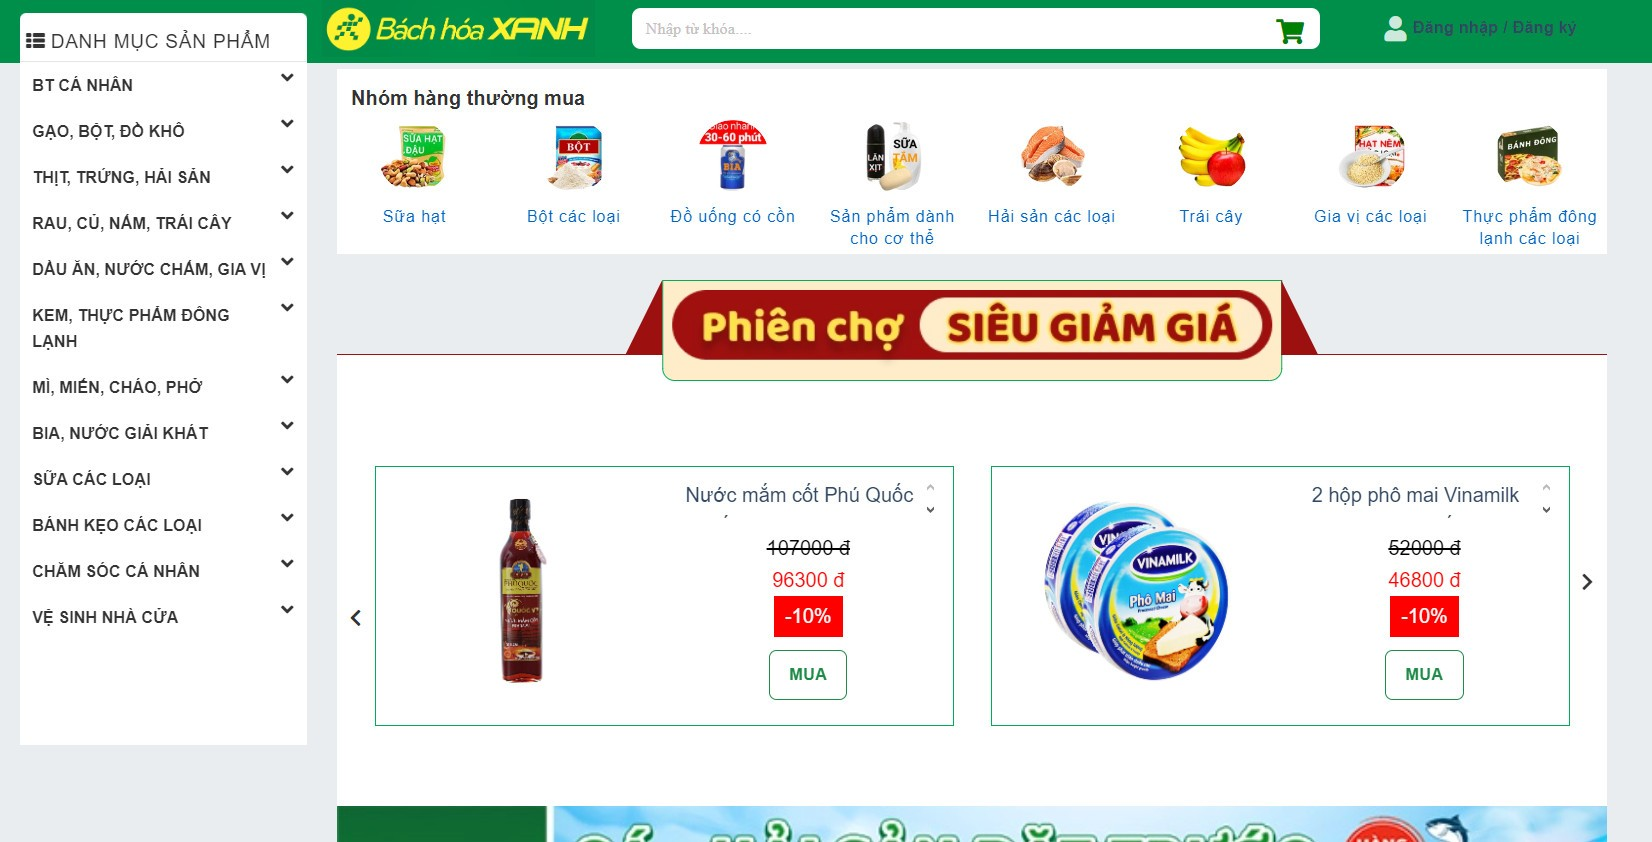 DANH MỤC SẢN PHẨM
Bách hóa XANH
Nhập từ khóa....
Đăng nhập / Đăng ký
BT CÁ NHÂN
GẠO, BỘT, ĐỒ KHÔ
THỊT, TRỨNG, HẢI SẢN
RAU, CỦ, NẤM, TRÁI CÂY
DẦU ĂN, NƯỚC CHẤM, GIA VỊ
KEM, THỰC PHẨM ĐÔNG
LẠNH
MÌ, MIẾN, CHÁO, PHỞ
BIA, NƯỚC GIẢI KHÁT
SỮA CÁC LOẠI
BÁNH KẸO CÁC LOẠI
CHĂM SÓC CÁ NHÂN
VỆ SINH NHÀ CỬA
Nhóm hàng thường mua
SỮA HẠT
ĐẬU
BỘT
Giao nhanh
30-60 phút
BIA
LĂN
XỊT
SỮA
TẮM
HẠT NÊM
BÁNH ĐÔNG
Sữa hạt
Bột các loại
Đồ uống có cồn
Sản phẩm dành
cho cơ thể
Hải sản các loại
Trái cây
Gia vị các loại
Thực phẩm đông
lạnh các loại
Phiên chợ SIÊU GIẢM GIÁ
Nước mắm cốt Phú Quốc
107000 đ
96300 đ
-10%
MUA
VINAMILK
Phô Mai
2 hộp phô mai Vinamilk
52000 đ
46800 đ
-10%
MUA
HÀNG